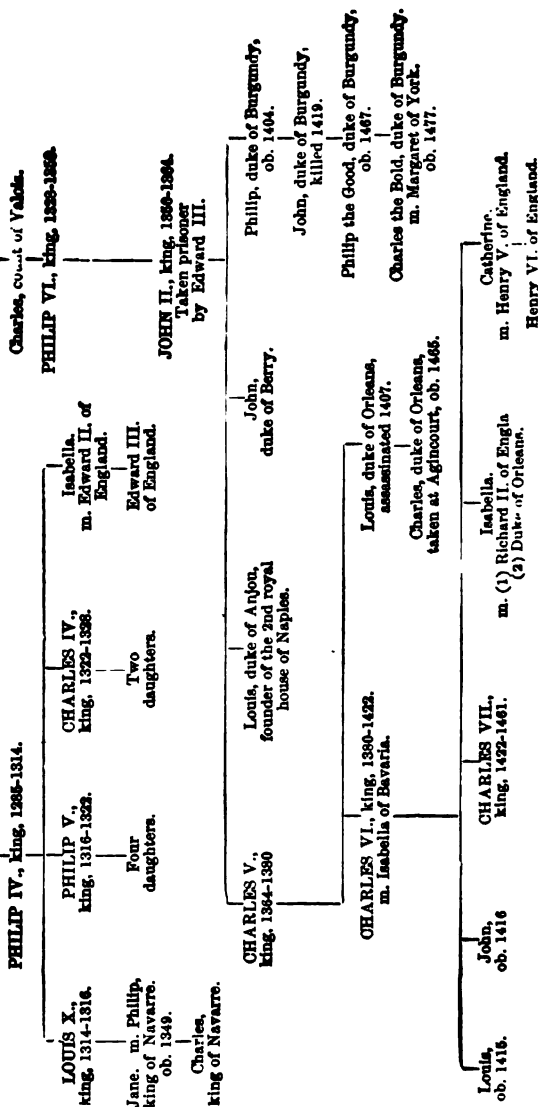 Charles, count of Valois.
PHILIP IV., king, 1285-1314.
PHILIP VI., king, 1328-1350.
LOUIS X.,
king, 1314-1316.
PHILIP V.,
king, 1316-1322.
CHARLES IV.,
king, 1322-1328.
Isabella.
m. Edward II. of
England.
JOHN II., king, 1350-1364.
Taken prisoner
by Edward III.
Jane. m. Philip,
king of Navarre.
ob. 1349.
Four
daughters.
Two
daughters.
Edward III.
of England.
Charles,
king of Navarre.
CHARLES V.,
king, 1364-1380
Louis, duke of Anjou,
founder of the 2nd royal
house of Naples.
John,
duke of Berry.
Philip, duke of Burgundy,
ob. 1404.
John, duke of Burgundy,
killed 1419.
CHARLES VI., king, 1380-1422.
m. Isabella of Bavaria.
Louis, duke of Orleans,
assassinated 1407.
Philip the Good, duke of Burgundy,
ob. 1467.
Charles, duke of Orleans,
taken at Agincourt, ob. 1465.
Charles the Bold, duke of Burgundy.
m. Margaret of York.
ob. 1477.
Louis,
ob. 1415.
John,
ob. 1416
CHARLES VII.,
king, 1422-1461.
Isabella.
m. (1) Richard II. of Engla
(2) Duke of Orleans.
Catherine.
m. Henry V. of England.
Henry VI. of England.